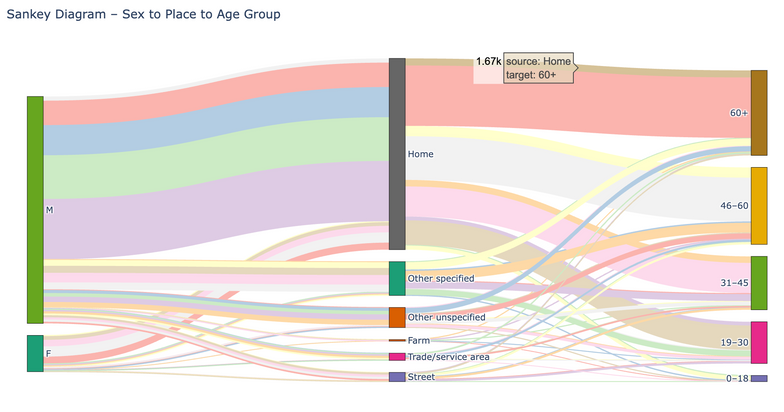 Sankey Diagram – Sex to Place to Age Group
1.67k source: Home
target: 60+
60+
Home
46–60
M
Other specified
31–45
Other unspecified
Farm
19–30
F
Trade/service area
Street
0–18